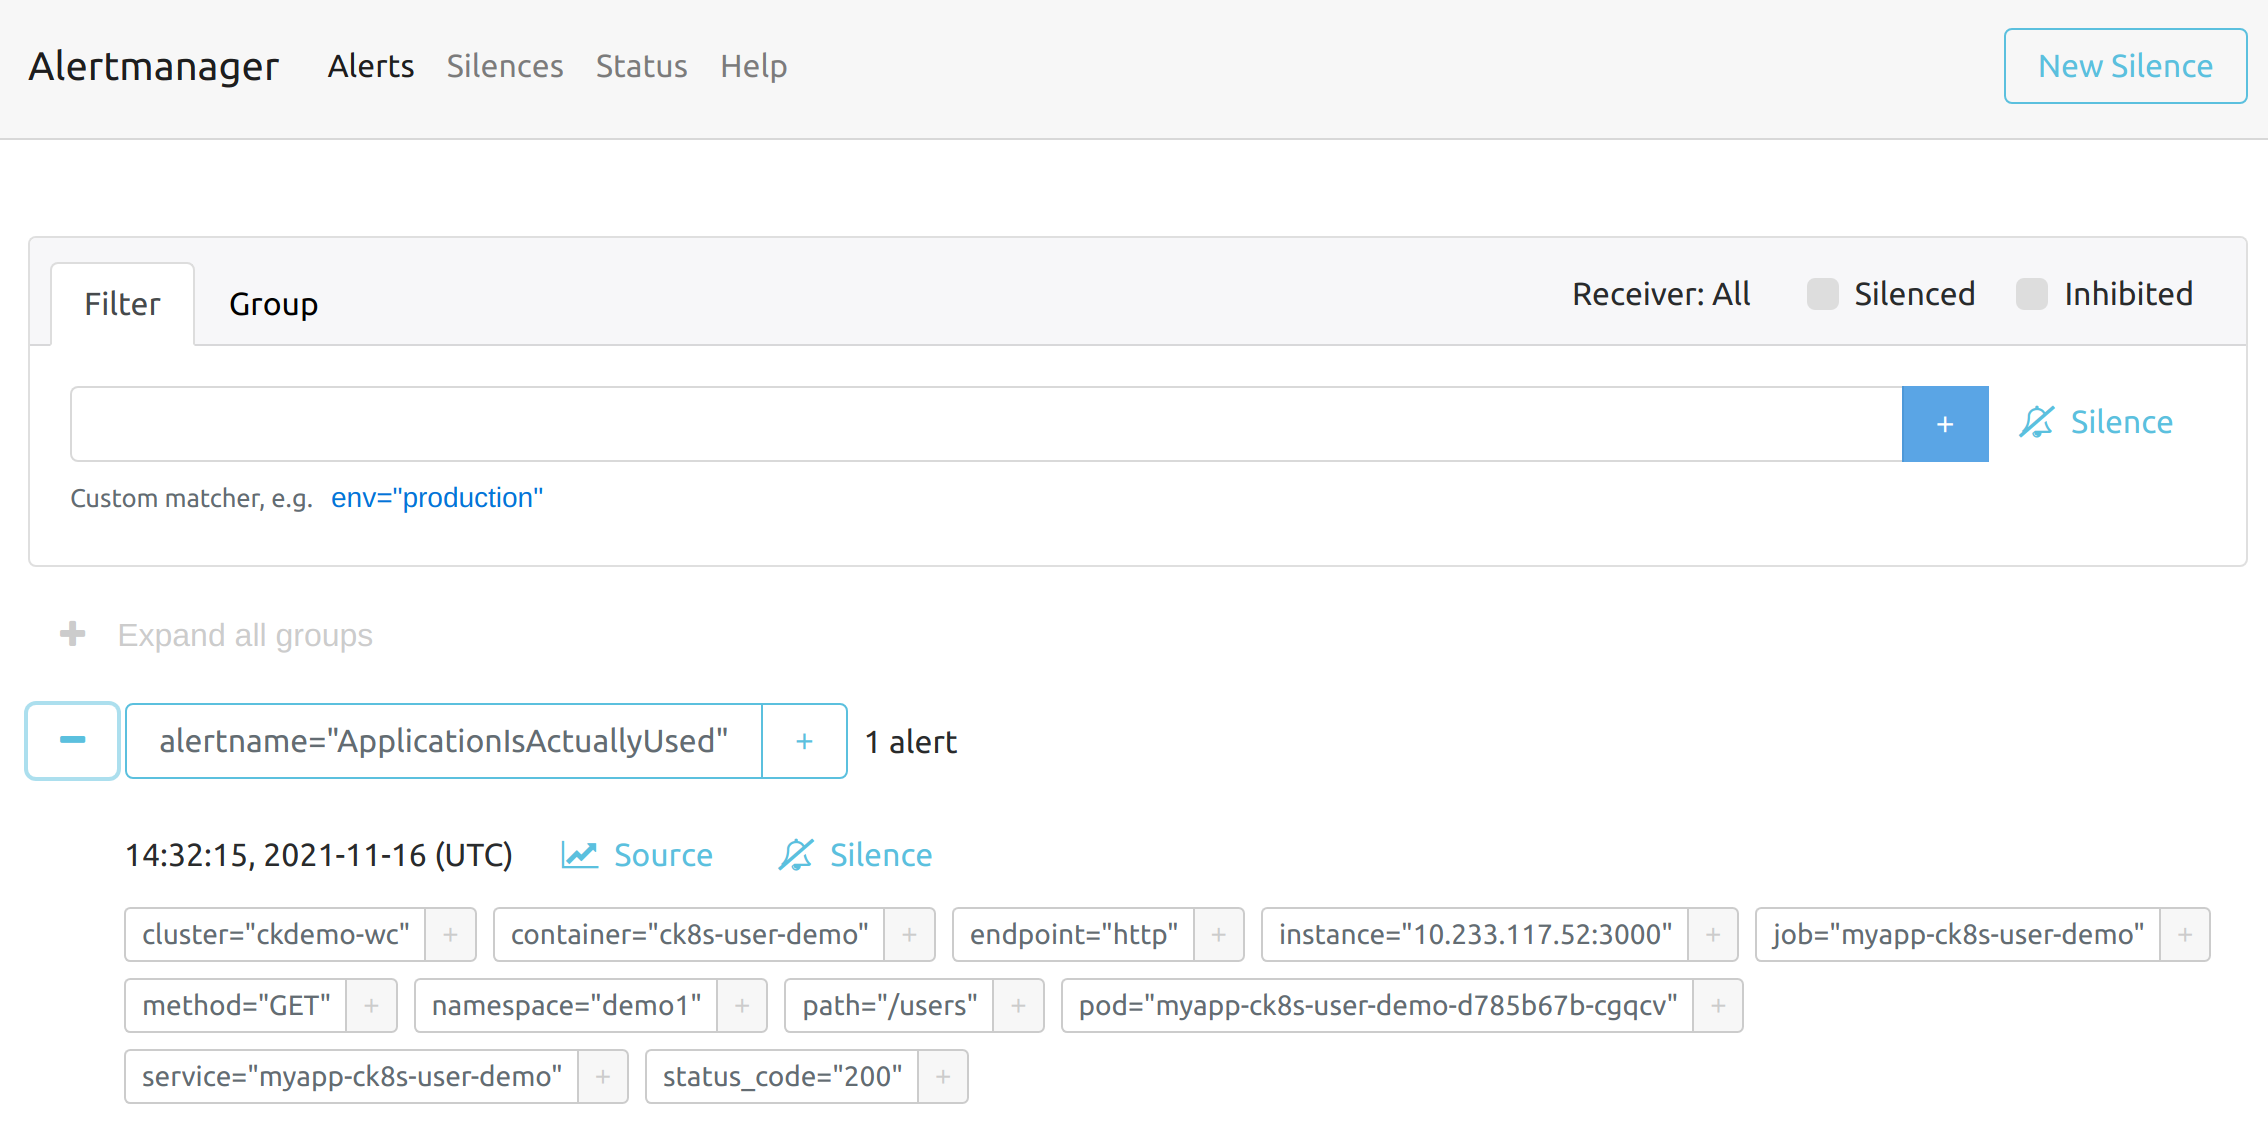 Alertmanager Alerts Silences Status Help New Silence
Filter Group Receiver: All Silenced Inhibited
+ Silence
Custom matcher, e.g. env="production"
+ Expand all groups
− alertname="ApplicationIsActuallyUsed" + 1 alert
14:32:15, 2021-11-16 (UTC) Source Silence
cluster="ckdemo-wc" + container="ck8s-user-demo" + endpoint="http" + instance="10.233.117.52:3000" + job="myapp-ck8s-user-demo" +
method="GET" + namespace="demo1" + path="/users" + pod="myapp-ck8s-user-demo-d785b67b-cgqcv" +
service="myapp-ck8s-user-demo" + status_code="200" +